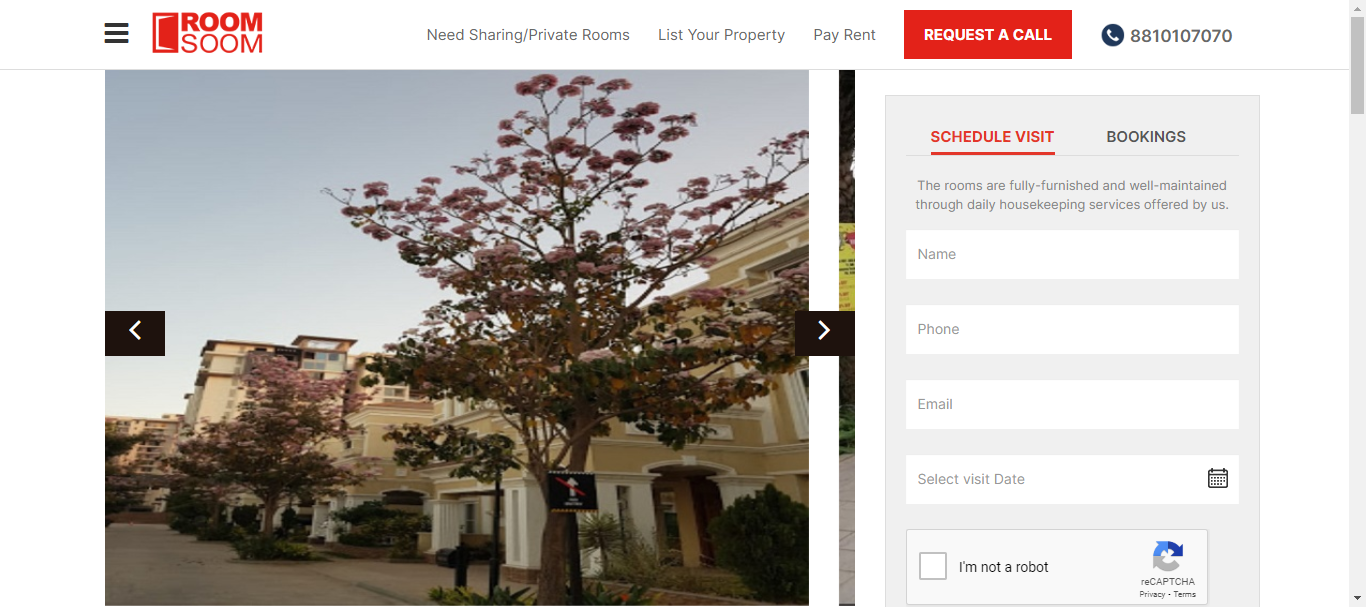 ROOM
SOOM
Need Sharing/Private Rooms
List Your Property
Pay Rent
REQUEST A CALL
8810107070
SCHEDULE VISIT
BOOKINGS
The rooms are fully-furnished and well-maintained
through daily housekeeping services offered by us.
Name
Phone
Email
Select visit Date
I'm not a robot
reCAPTCHA
Privacy - Terms